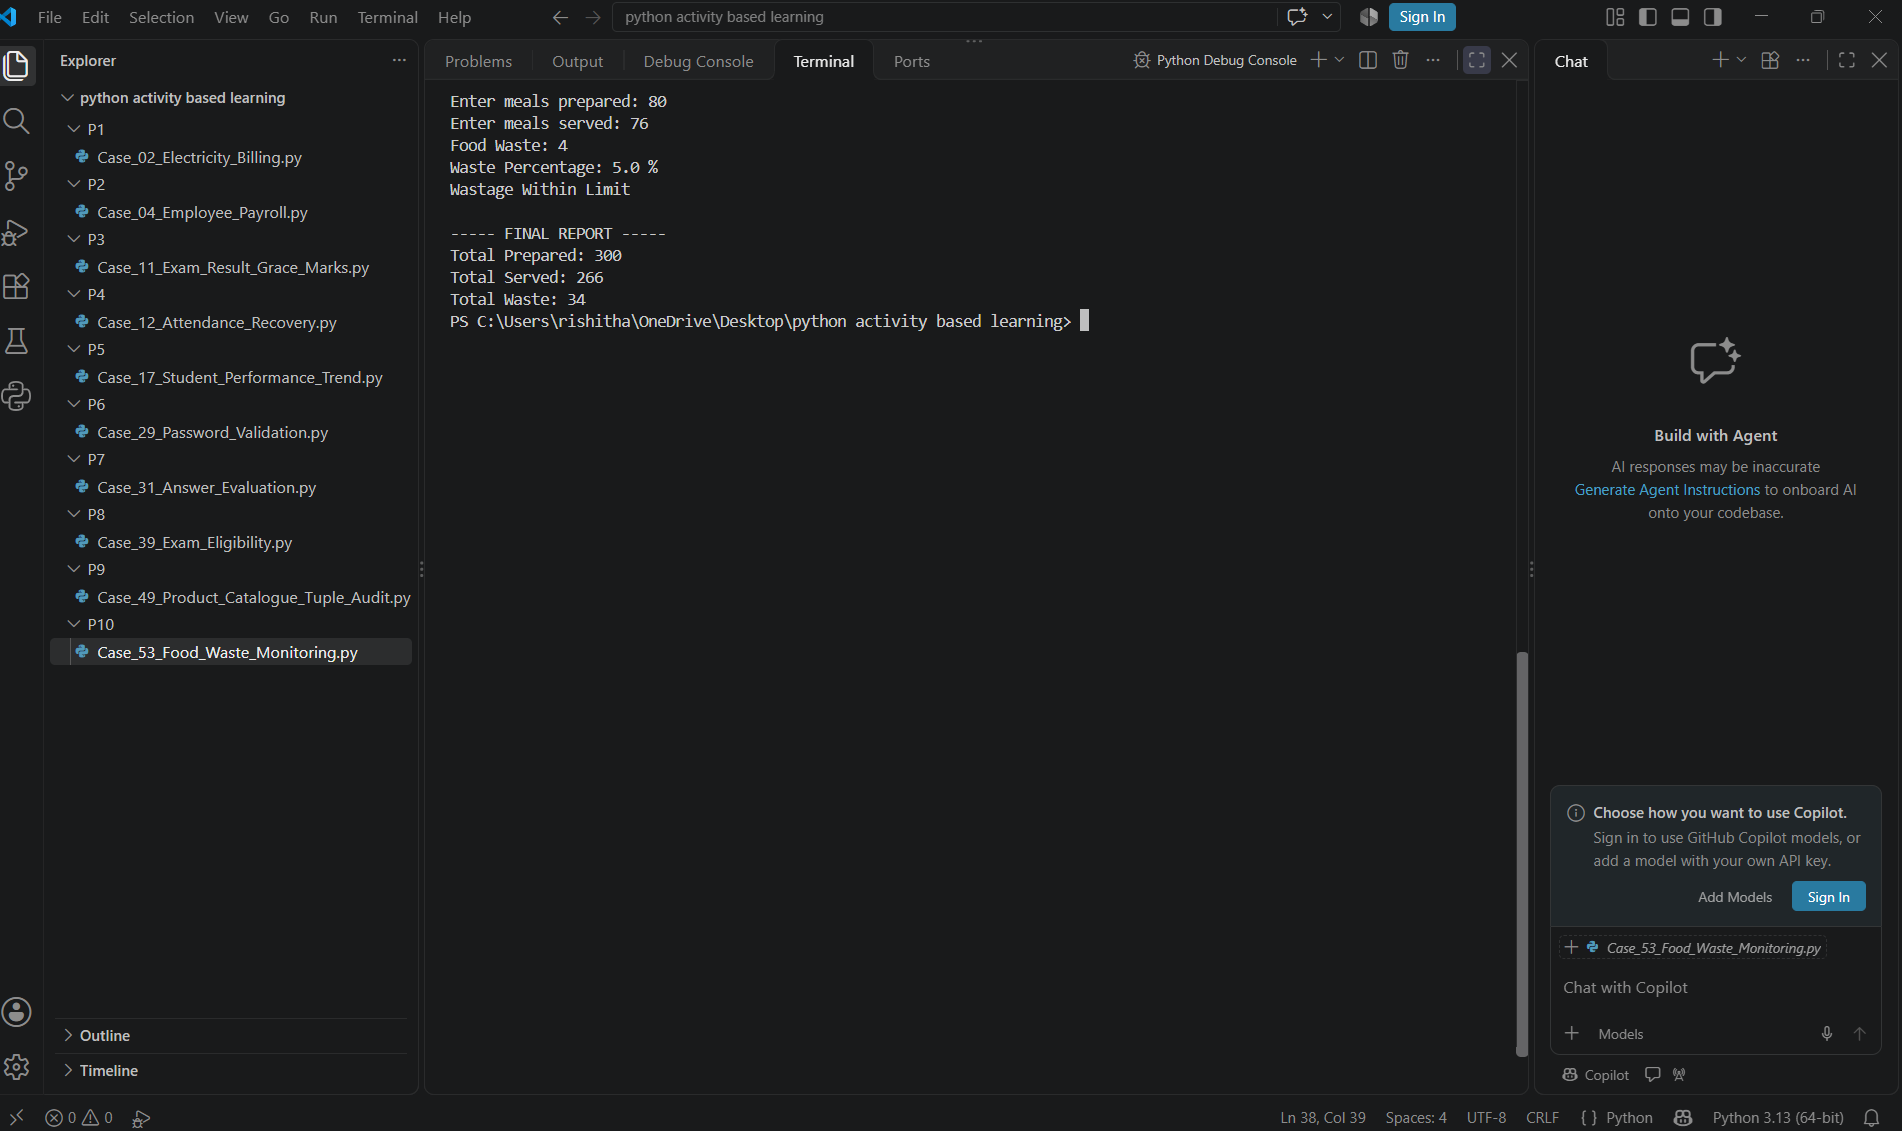 File Edit Selection View Go Run Terminal Help
python activity based learning
Sign In
Explorer
python activity based learning
P1
Case_02_Electricity_Billing.py
P2
Case_04_Employee_Payroll.py
P3
Case_11_Exam_Result_Grace_Marks.py
P4
Case_12_Attendance_Recovery.py
P5
Case_17_Student_Performance_Trend.py
P6
Case_29_Password_Validation.py
P7
Case_31_Answer_Evaluation.py
P8
Case_39_Exam_Eligibility.py
P9
Case_49_Product_Catalogue_Tuple_Audit.py
P10
Case_53_Food_Waste_Monitoring.py
Outline
Timeline
Problems Output Debug Console Terminal Ports
Python Debug Console
Enter meals prepared: 80
Enter meals served: 76
Food Waste: 4
Waste Percentage: 5.0 %
Wastage Within Limit
----- FINAL REPORT -----
Total Prepared: 300
Total Served: 266
Total Waste: 34
PS C:\Users\rishitha\OneDrive\Desktop\python activity based learning>
Chat
Build with Agent
AI responses may be inaccurate
Generate Agent Instructions to onboard AI
onto your codebase.
Choose how you want to use Copilot.
Sign in to use GitHub Copilot models, or
add a model with your own API key.
Add Models Sign In
Case_53_Food_Waste_Monitoring.py
Chat with Copilot
Models
Copilot
0 0
Ln 38, Col 39 Spaces: 4 UTF-8 CRLF {} Python Python 3.13 (64-bit)